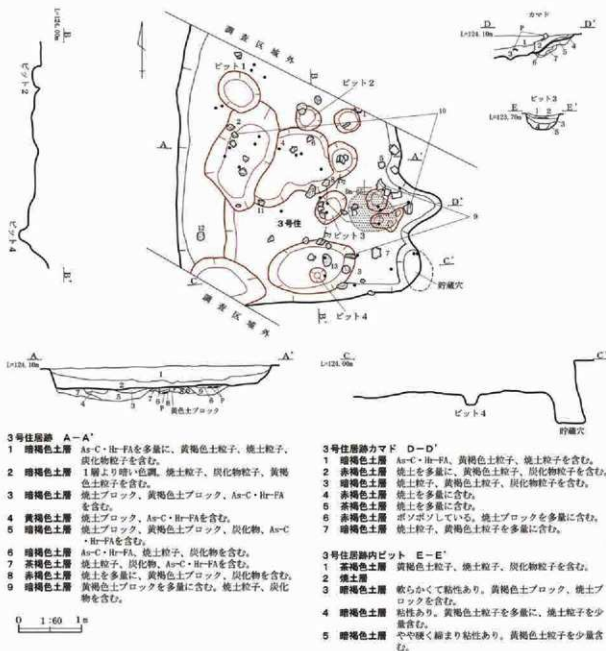 カマド
D D'
L=124.10m
ピット3
E E'
L=123.70m
調査区域外
ピット1
ピット2
3号住
ピット3
ピット4
貯蔵穴
調査区域外
B B'
L=124.00m
ピット2
ピット4
A A'
L=124.10m
黄色土ブロック
C C'
L=124.00m
ピット4
貯蔵穴
3号住居跡 A-A'
1 暗褐色土層 As-C・Hr-FAを多量に、黄褐色土粒子、焼土粒子、
炭化物粒子を含む。
2 暗褐色土層 1層より暗い色調。焼土粒子、炭化物粒子、黄褐
色土粒子を含む。
3 暗褐色土層 焼土ブロック、黄褐色土ブロック、As-C・Hr-FA
を含む。
4 黄褐色土層 焼土ブロック、As-C・Hr-FAを含む。
5 暗褐色土層 焼土ブロック、黄褐色土ブロック、炭化物、As-C
・Hr-FAを含む。
6 暗褐色土層 As-C・Hr-FA、焼土粒子、炭化物を含む。
7 茶褐色土層 焼土粒子、炭化物、As-C・Hr-FAを含む。
8 赤褐色土層 焼土を多量に、黄褐色土ブロック、炭化物を含む。
9 暗褐色土層 黄褐色土ブロックを多量に含む。焼土粒子、炭化
物を含む。
0 1:60 1m
3号住居跡カマド D-D'
1 暗褐色土層 As-C・Hr-FA、黄褐色土粒子、焼土粒子を含む。
2 赤褐色土層 焼土を多量に、黄褐色土粒子、炭化物粒子を含む。
3 暗褐色土層 焼土粒子、黄褐色土粒子、炭化物粒子を含む。
4 赤褐色土層 焼土を多量に含む。
5 茶褐色土層 焼土を含む。
6 赤褐色土層 ボソボソしている。焼土ブロックを多量に含む。
7 暗褐色土層 焼土粒子、黄褐色土粒子を多量に含む。
3号住居跡内ピット E-E'
1 茶褐色土層 黄褐色土粒子、焼土粒子、炭化物粒子を含む。
2 焼土層
3 暗褐色土層 軟らかくて粘性あり。黄褐色土ブロック、焼土ブ
ロックを含む。
4 暗褐色土層 粘性あり。黄褐色土粒子を多量に、焼土粒子を少
量含む。
5 暗褐色土層 やや硬く締まり粘性あり。黄褐色土粒子を少量含
む。